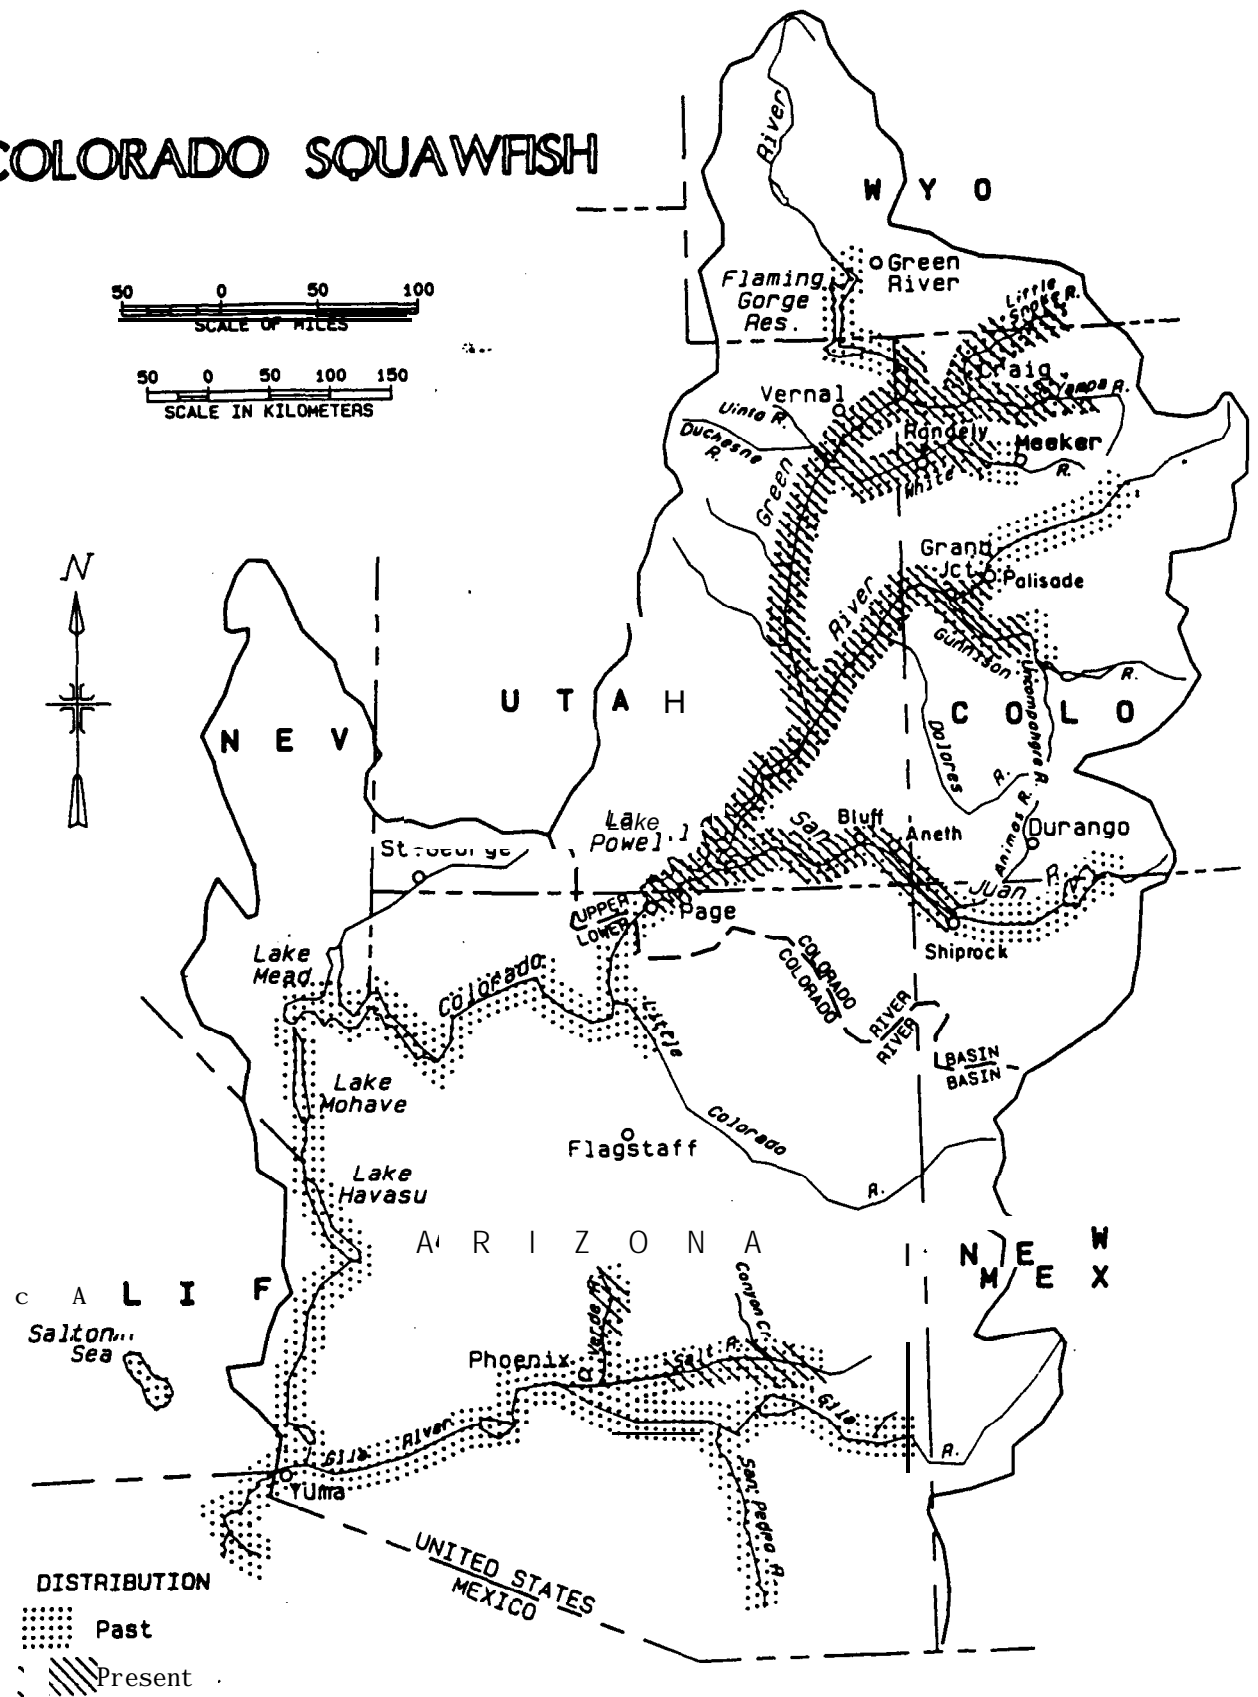 COLORADO SQUAWFISH
50 0 50 100
SCALE OF MILES
50 0 50 100 150
SCALE IN KILOMETERS
N
River
W Y O
Green
River
Flaming
Gorge
Res.
Little
Snake R.
Craig
Yampa R.
Vernal
Uinta R.
Duchesne
R.
Rangely
Meeker
White
R.
Green
Grand
Jct.
Palisade
River
Gunnison
R.
Uncompahgre R.
U T A H
C O L O
N E V
Dolores
R.
Animas R.
Durango
Lake
Powell
San
Bluff
Aneth
Juan
R.
St. George
UPPER
LOWER
Page
Shiprock
COLORADO
COLORADO
RIVER
RIVER
BASIN
BASIN
Lake
Mead
Colorado
Little
Colorado
R.
Lake
Mohave
Flagstaff
Lake
Havasu
A R I Z O N A
N E W
M E X
c A L I F
Salton
Sea
Verde R.
Canyon Cr.
Phoenix
Salt R.
Gila
R.
Gila River
San Pedro R.
Yuma
UNITED STATES
MEXICO
DISTRIBUTION
Past
Present